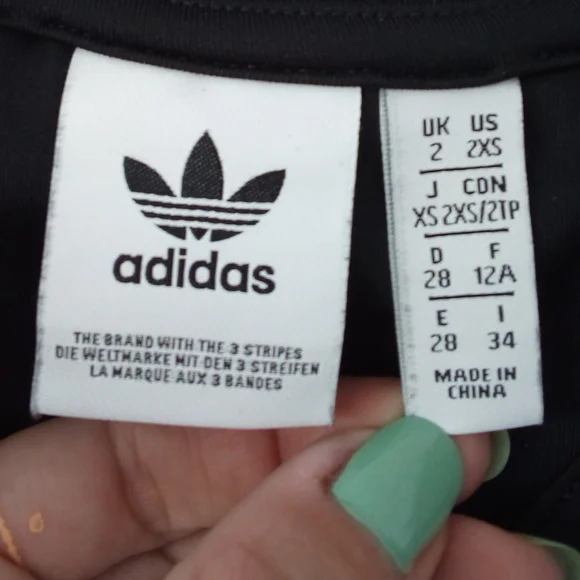 adidas
THE BRAND WITH THE 3 STRIPES
DIE WELTMARKE MIT DEN 3 STREIFEN
LA MARQUE AUX 3 BANDES
UK US
2 2XS
J CDN
XS 2XS/2TP
D F
28 12A
E I
28 34
MADE IN
CHINA